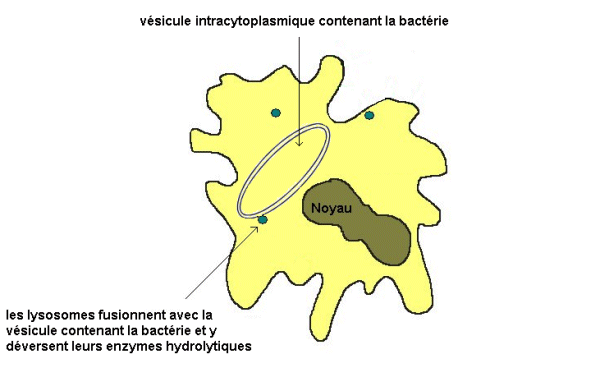 vésicule intracytoplasmique contenant la bactérie
Noyau
les lysosomes fusionnent avec la
vésicule contenant la bactérie et y
déversent leurs enzymes hydrolytiques